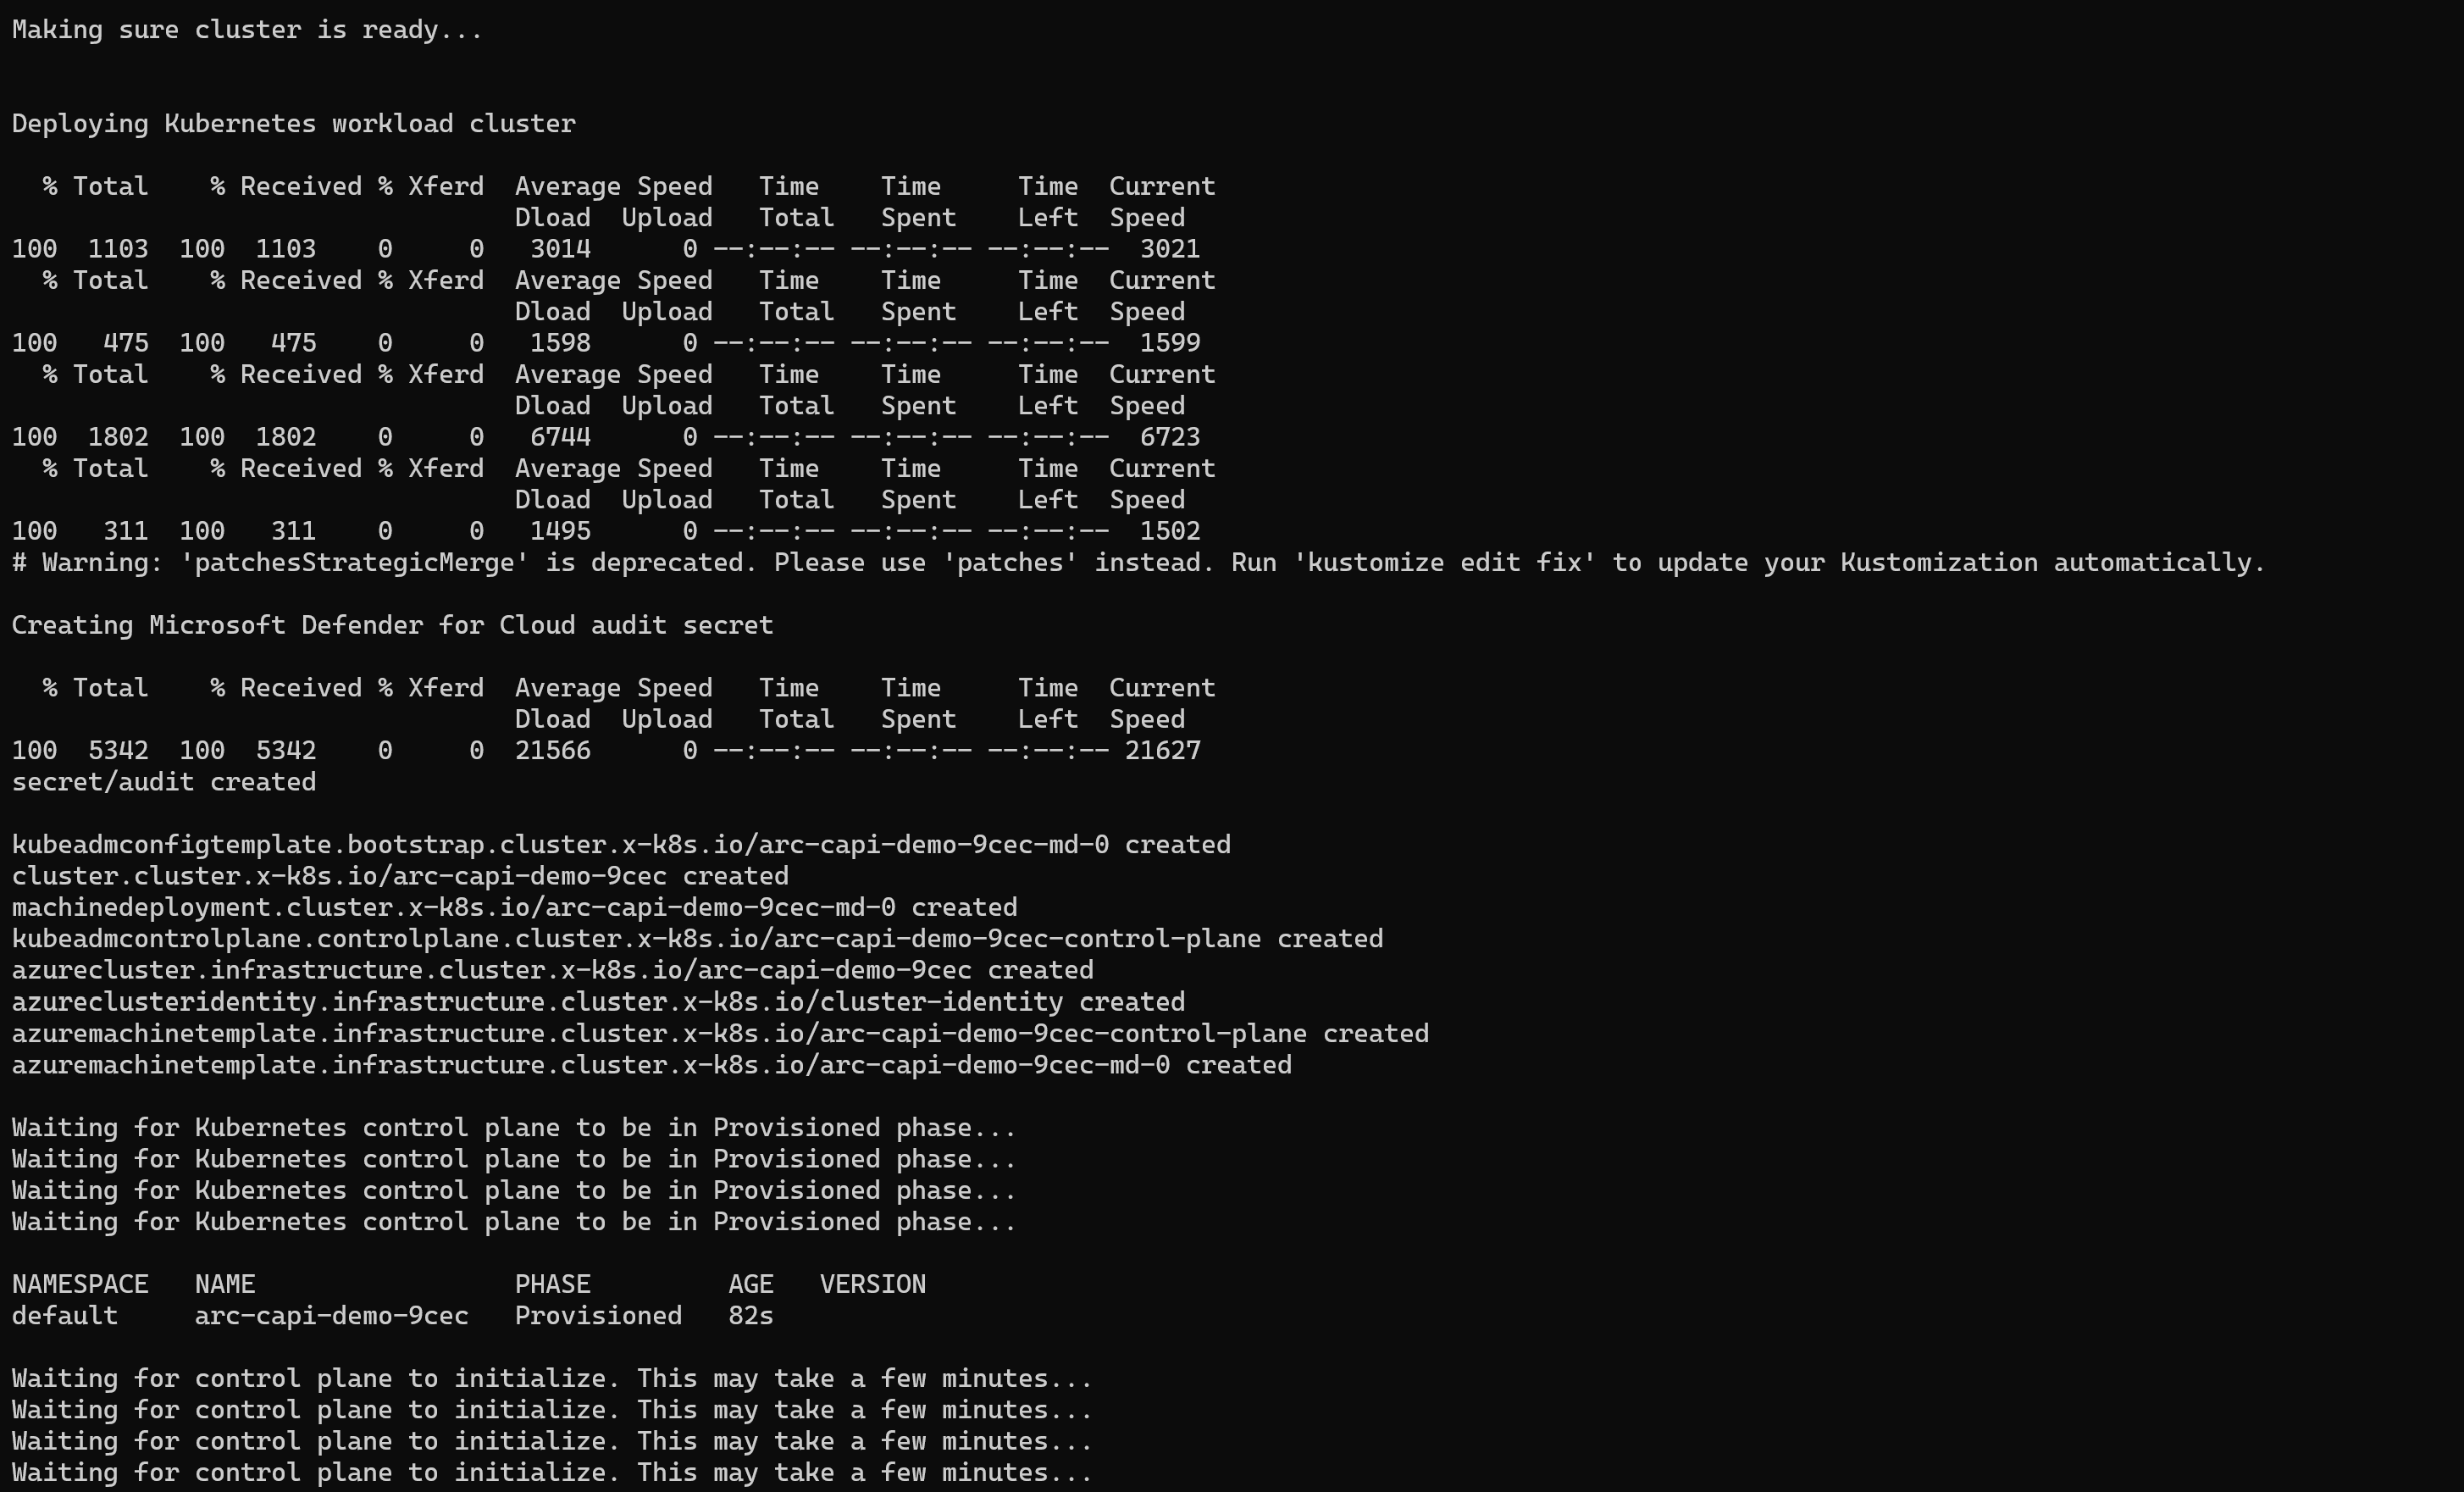 Making sure cluster is ready...
Deploying Kubernetes workload cluster
  % Total    % Received % Xferd  Average Speed   Time    Time     Time  Current
                                 Dload  Upload   Total   Spent    Left  Speed
100  1103  100  1103    0     0   3014      0 --:--:-- --:--:-- --:--:--  3021
  % Total    % Received % Xferd  Average Speed   Time    Time     Time  Current
                                 Dload  Upload   Total   Spent    Left  Speed
100   475  100   475    0     0   1598      0 --:--:-- --:--:-- --:--:--  1599
  % Total    % Received % Xferd  Average Speed   Time    Time     Time  Current
                                 Dload  Upload   Total   Spent    Left  Speed
100  1802  100  1802    0     0   6744      0 --:--:-- --:--:-- --:--:--  6723
  % Total    % Received % Xferd  Average Speed   Time    Time     Time  Current
                                 Dload  Upload   Total   Spent    Left  Speed
100   311  100   311    0     0   1495      0 --:--:-- --:--:-- --:--:--  1502
# Warning: 'patchesStrategicMerge' is deprecated. Please use 'patches' instead. Run 'kustomize edit fix' to update your Kustomization automatically.
Creating Microsoft Defender for Cloud audit secret
  % Total    % Received % Xferd  Average Speed   Time    Time     Time  Current
                                 Dload  Upload   Total   Spent    Left  Speed
100  5342  100  5342    0     0  21566      0 --:--:-- --:--:-- --:--:-- 21627
secret/audit created
kubeadmconfigtemplate.bootstrap.cluster.x-k8s.io/arc-capi-demo-9cec-md-0 created
cluster.cluster.x-k8s.io/arc-capi-demo-9cec created
machinedeployment.cluster.x-k8s.io/arc-capi-demo-9cec-md-0 created
kubeadmcontrolplane.controlplane.cluster.x-k8s.io/arc-capi-demo-9cec-control-plane created
azurecluster.infrastructure.cluster.x-k8s.io/arc-capi-demo-9cec created
azureclusteridentity.infrastructure.cluster.x-k8s.io/cluster-identity created
azuremachinetemplate.infrastructure.cluster.x-k8s.io/arc-capi-demo-9cec-control-plane created
azuremachinetemplate.infrastructure.cluster.x-k8s.io/arc-capi-demo-9cec-md-0 created
Waiting for Kubernetes control plane to be in Provisioned phase...
Waiting for Kubernetes control plane to be in Provisioned phase...
Waiting for Kubernetes control plane to be in Provisioned phase...
Waiting for Kubernetes control plane to be in Provisioned phase...
NAMESPACE   NAME                 PHASE         AGE   VERSION
default     arc-capi-demo-9cec   Provisioned   82s
Waiting for control plane to initialize. This may take a few minutes...
Waiting for control plane to initialize. This may take a few minutes...
Waiting for control plane to initialize. This may take a few minutes...
Waiting for control plane to initialize. This may take a few minutes...